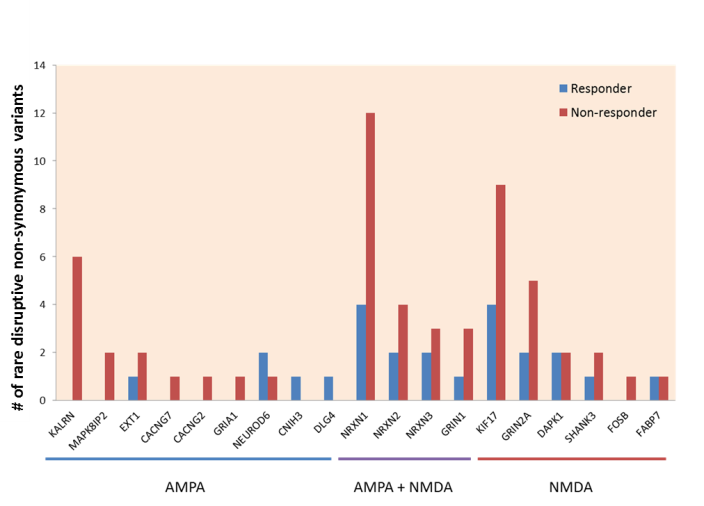 # of rare disruptive non-synonymous variants
14
12
10
8
6
4
2
0
Responder
Non-responder
KALRN
MAPK8IP2
EXT1
CACNG7
CACNG2
GRIA1
NEUROD6
CNIH3
DLG4
NRXN1
NRXN2
NRXN3
GRIN1
KIF17
GRIN2A
DAPK1
SHANK3
FOSB
FABP7
AMPA
AMPA + NMDA
NMDA